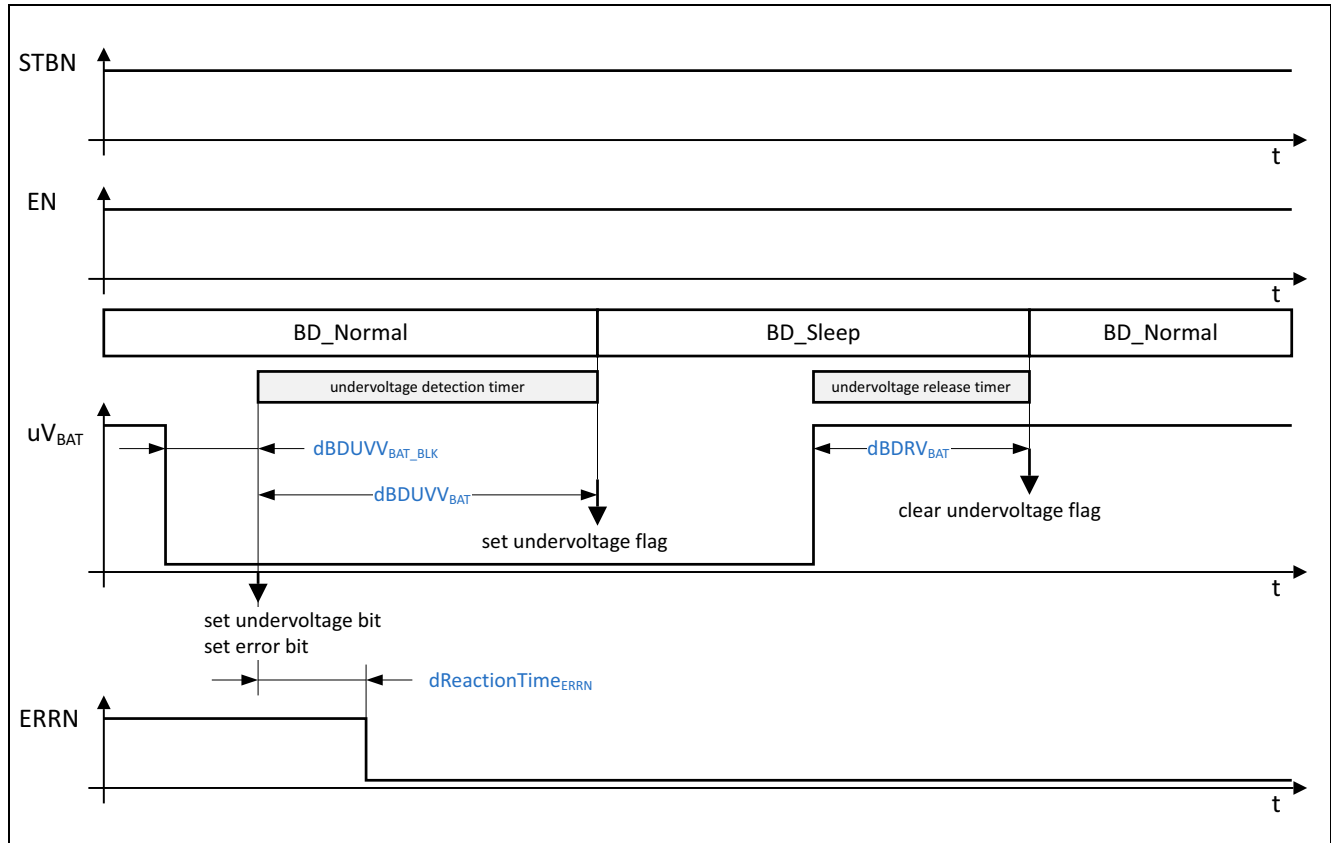 STBN
t
EN
t
BD_Normal BD_Sleep BD_Normal
undervoltage detection timer undervoltage release timer
uVBAT
dBDUVVBAT_BLK dBDRVBAT
dBDUVVBAT
clear undervoltage flag
set undervoltage flag
t
set undervoltage bit
set error bit
dReactionTimeERRN
ERRN
t